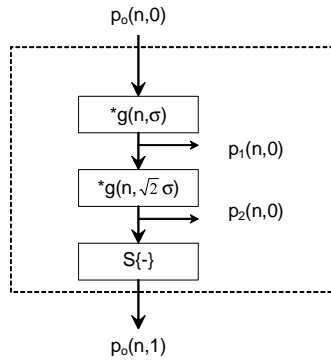 pₒ(n,0)
*g(n,σ)
p₁(n,0)
*g(n,√2 σ)
p₂(n,0)
S{-}
pₒ(n,1)